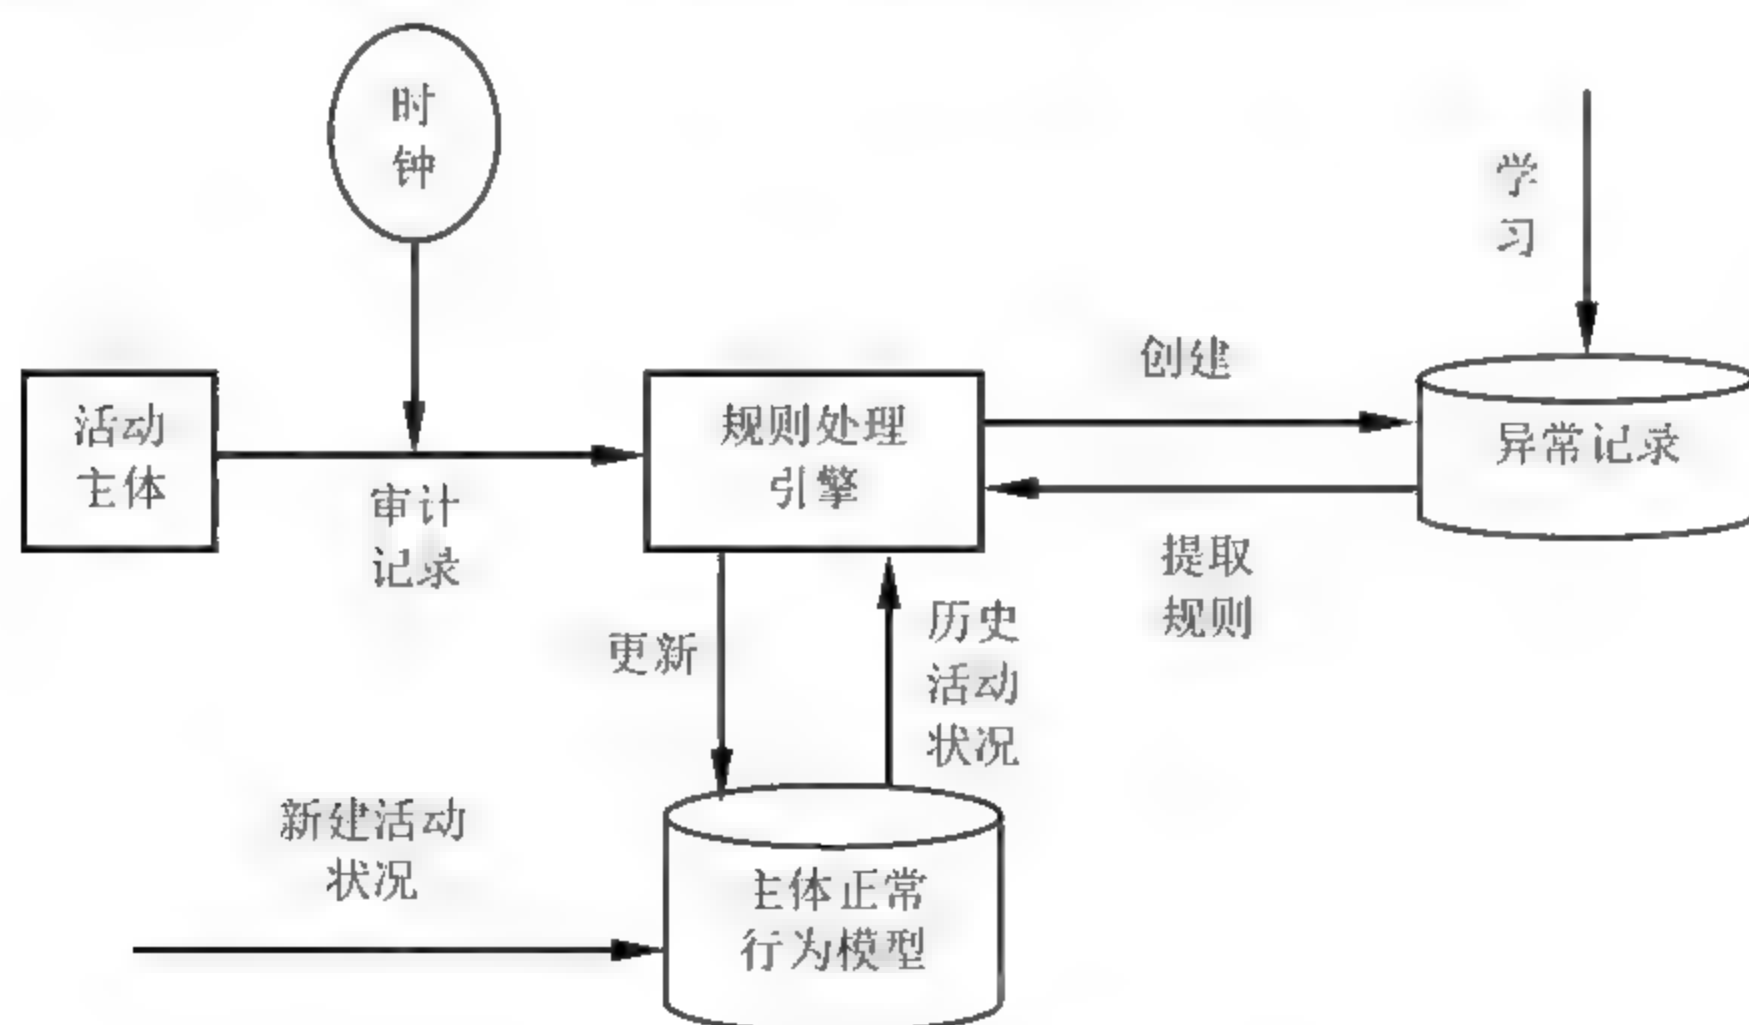 时
钟
学
习
创建
活动
主体
规则处理
引擎
异常记录
审计
记录
提取
规则
更新
历史
活动
状况
新建活动
状况
主体正常
行为模型